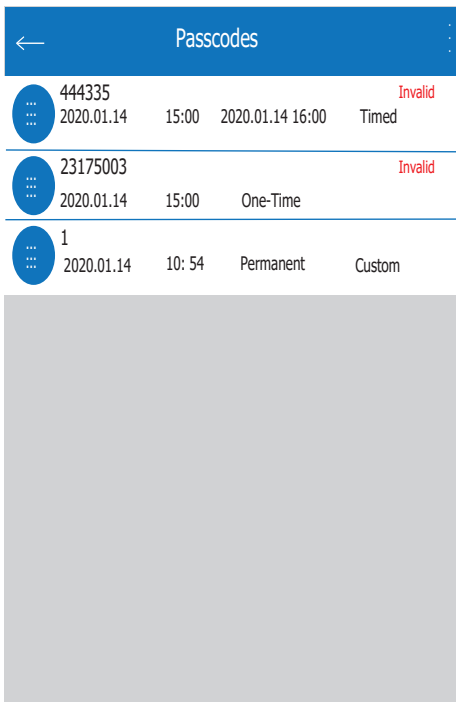 Passcodes
444335 Invalid
2020.01.14 15:00 2020.01.14 16:00 Timed
23175003 Invalid
2020.01.14 15:00 One-Time
1
2020.01.14 10: 54 Permanent Custom